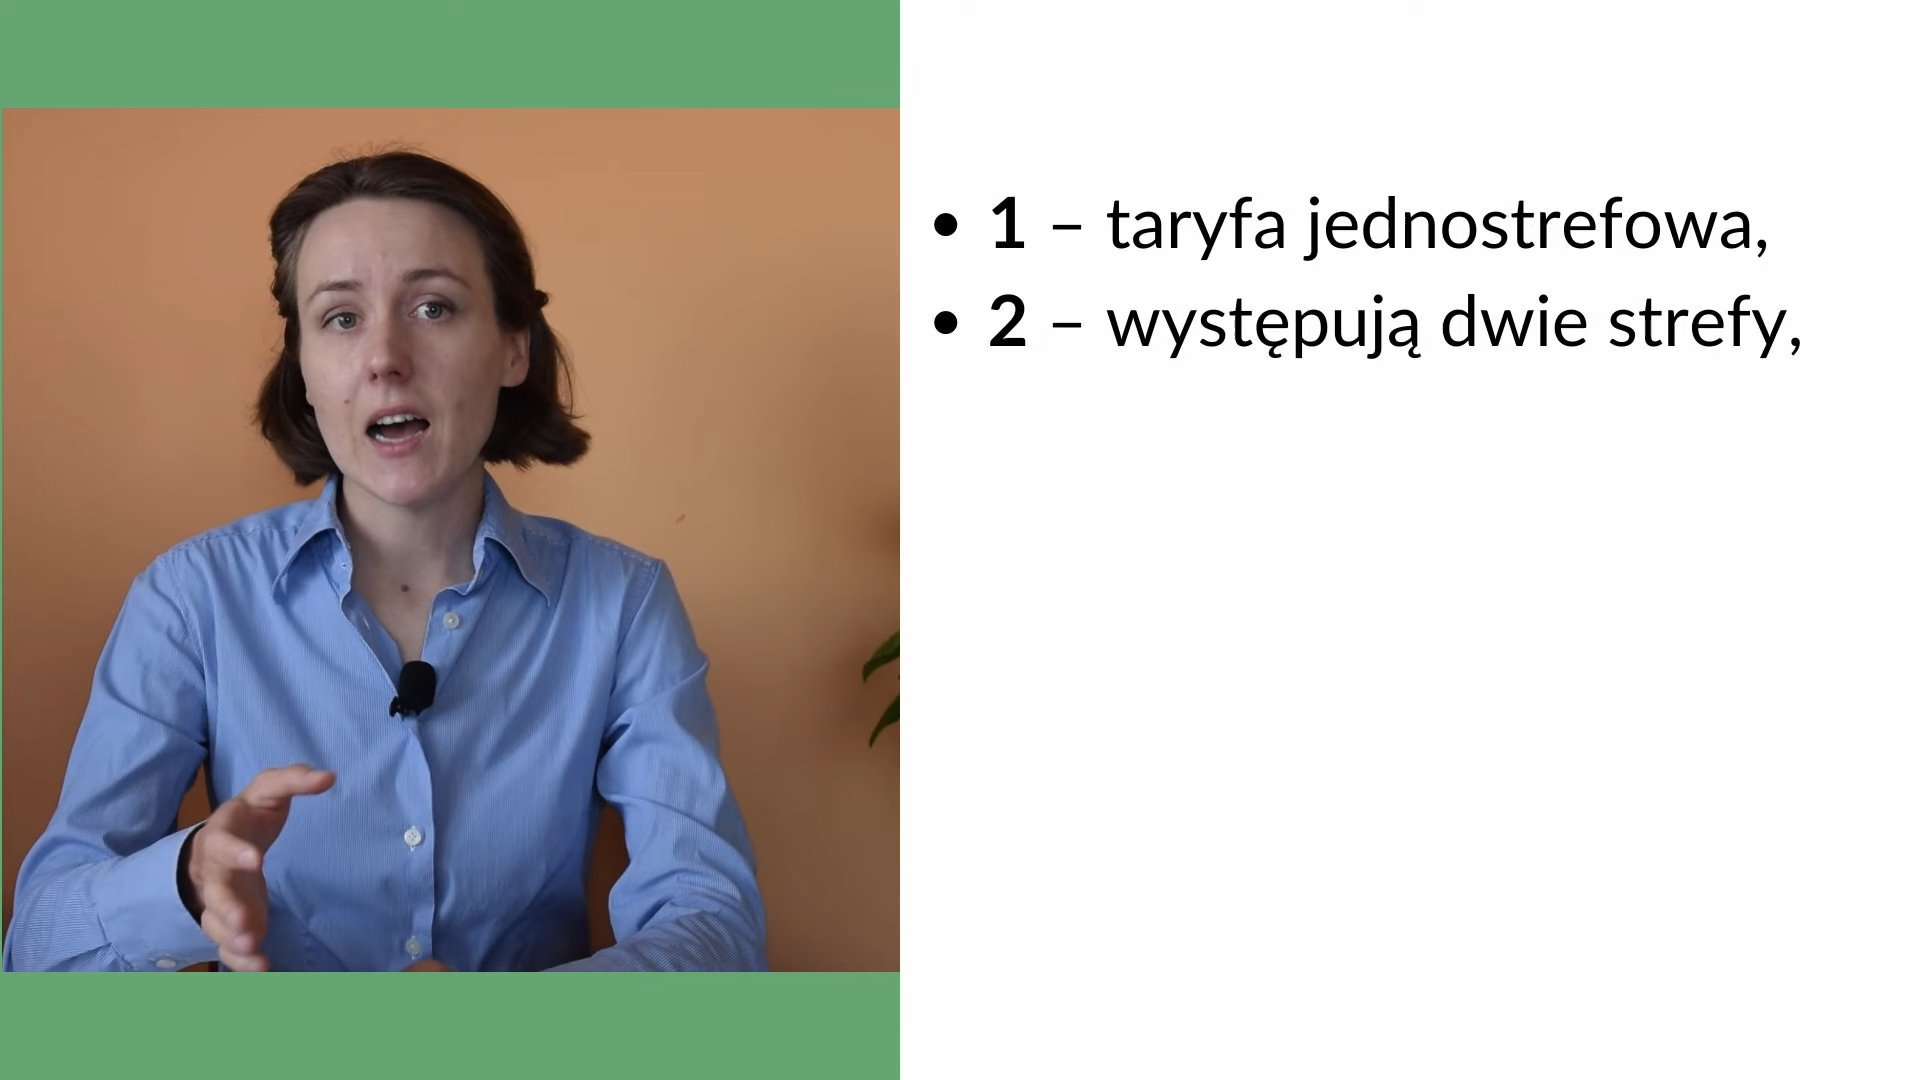 • 1 – taryfa jednostrefowa,
• 2 – występują dwie strefy,